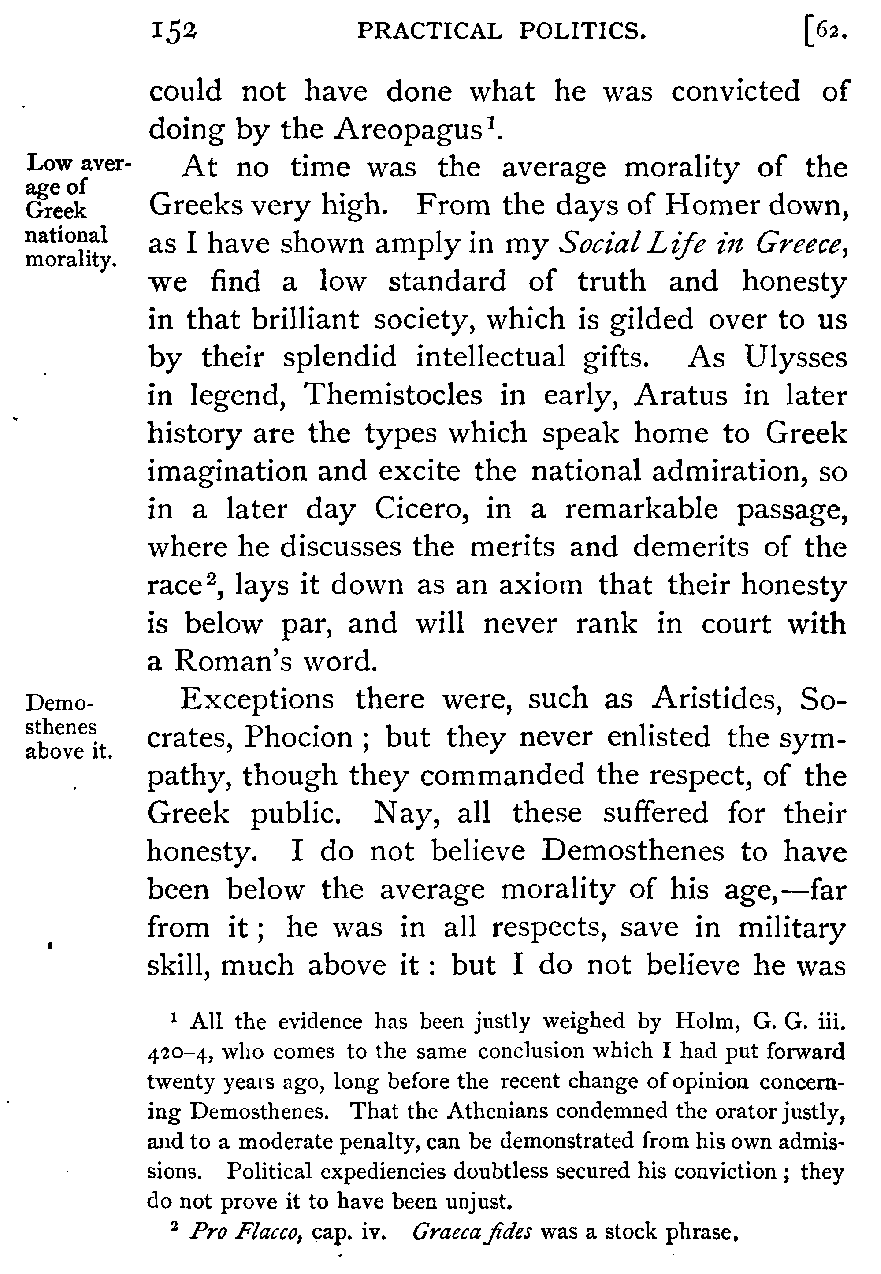 152 PRACTICAL POLITICS. [62.
could not have done what he was convicted of
doing by the Areopagus¹.
Low aver-
age of
Greek
national
morality.
At no time was the average morality of the
Greeks very high. From the days of Homer down,
as I have shown amply in my Social Life in Greece,
we find a low standard of truth and honesty
in that brilliant society, which is gilded over to us
by their splendid intellectual gifts. As Ulysses
in legend, Themistocles in early, Aratus in later
history are the types which speak home to Greek
imagination and excite the national admiration, so
in a later day Cicero, in a remarkable passage,
where he discusses the merits and demerits of the
race², lays it down as an axiom that their honesty
is below par, and will never rank in court with
a Roman's word.
Demo-
sthenes
above it.
Exceptions there were, such as Aristides, So-
crates, Phocion ; but they never enlisted the sym-
pathy, though they commanded the respect, of the
Greek public. Nay, all these suffered for their
honesty. I do not believe Demosthenes to have
been below the average morality of his age,—far
from it ; he was in all respects, save in military
skill, much above it : but I do not believe he was
¹ All the evidence has been justly weighed by Holm, G. G. iii.
420–4, who comes to the same conclusion which I had put forward
twenty years ago, long before the recent change of opinion concern-
ing Demosthenes. That the Athenians condemned the orator justly,
and to a moderate penalty, can be demonstrated from his own admis-
sions. Political expediencies doubtless secured his conviction ; they
do not prove it to have been unjust.
² Pro Flacco, cap. iv. Graeca fides was a stock phrase.